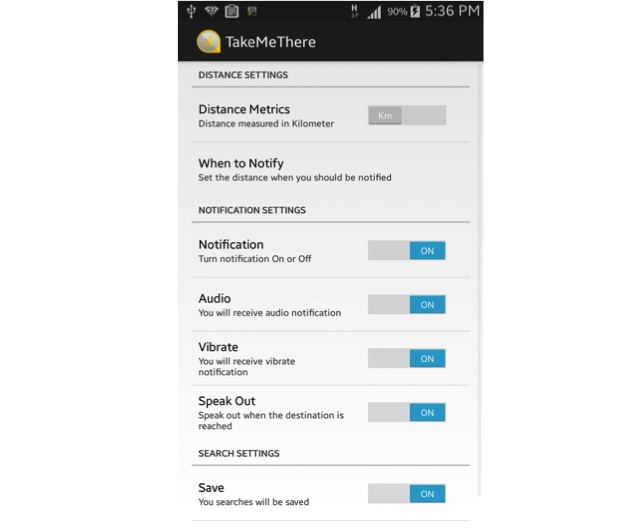 90% 5:36 PM
TakeMeThere
DISTANCE SETTINGS
Distance Metrics
Distance measured in Kilometer
Km
When to Notify
Set the distance when you should be notified
NOTIFICATION SETTINGS
Notification
Turn notification On or Off
ON
Audio
You will receive audio notification
ON
Vibrate
You will receive vibrate
notification
ON
Speak Out
Speak out when the destination is
reached
ON
SEARCH SETTINGS
Save
You searches will be saved
ON